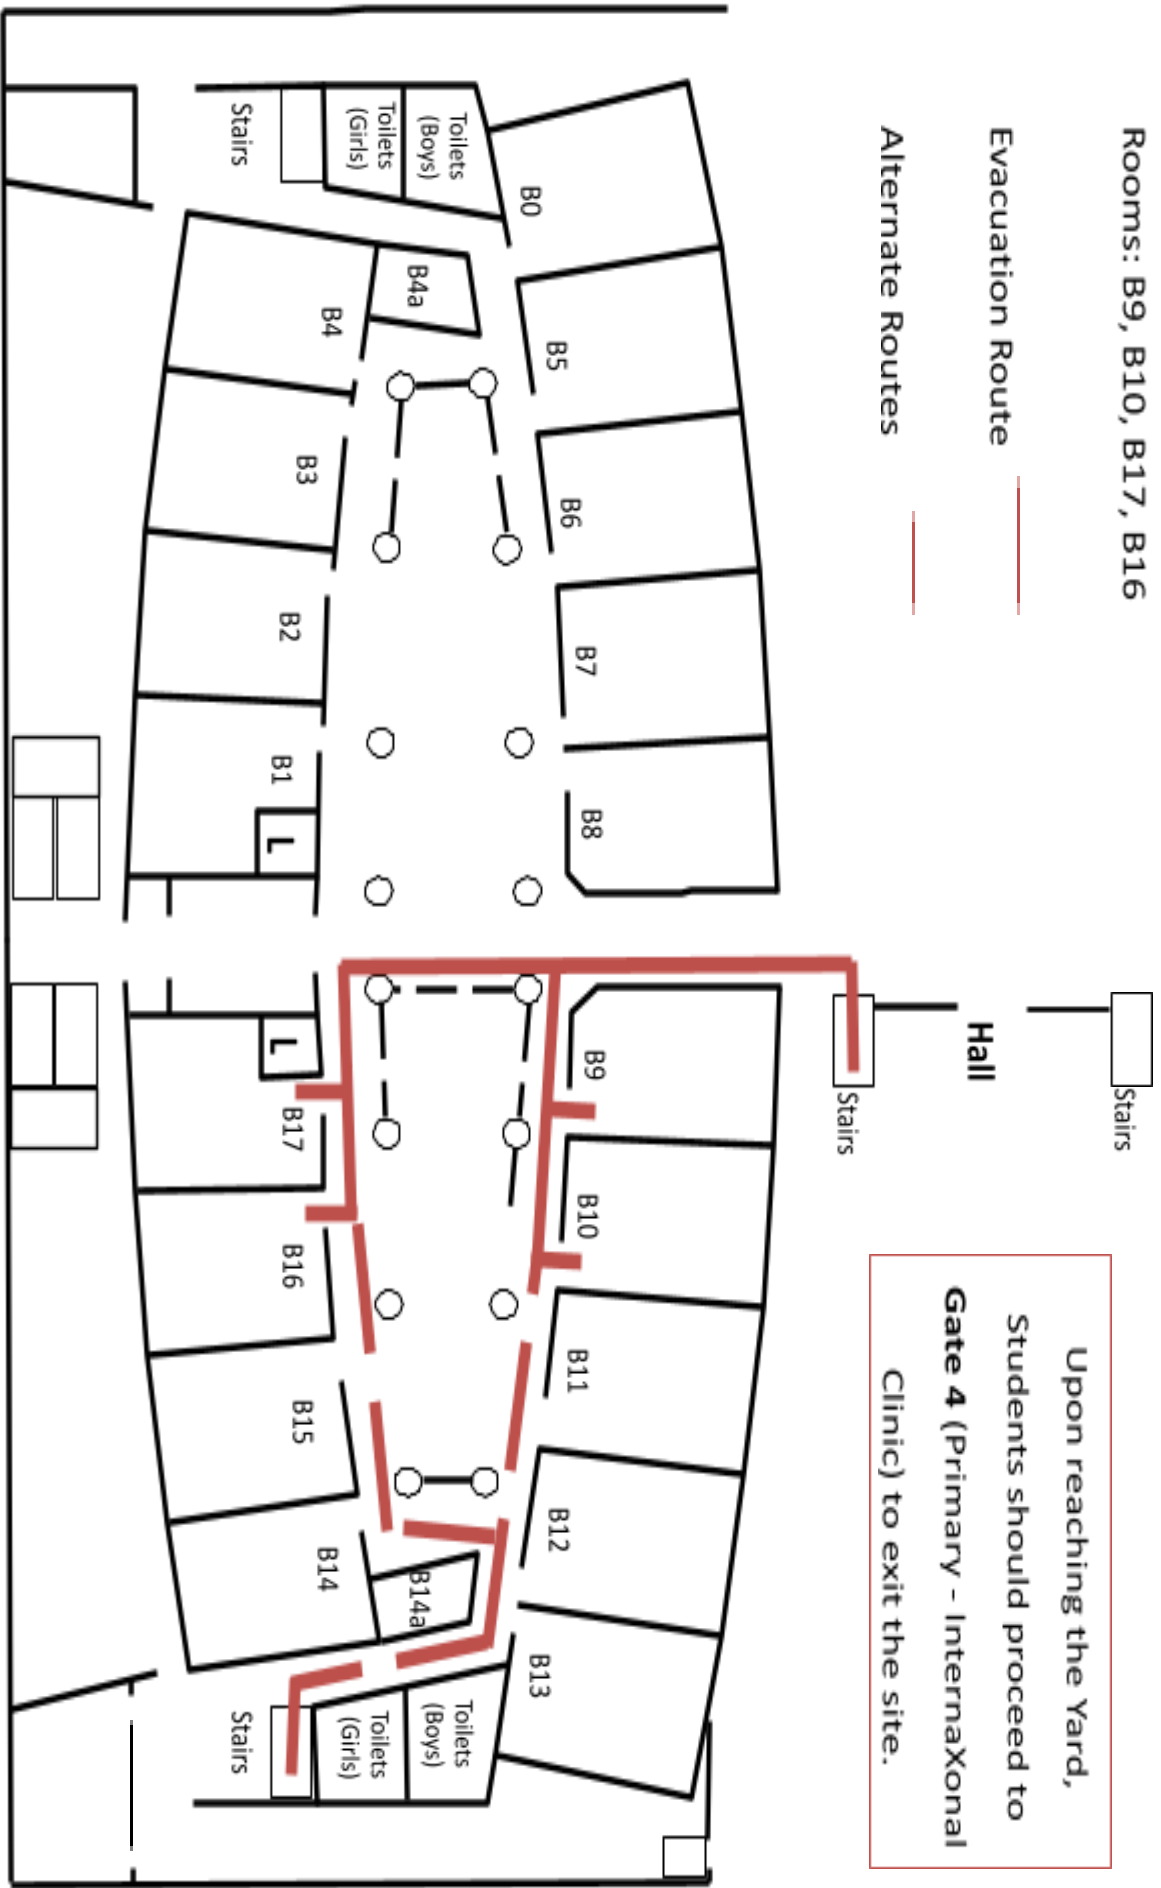 Rooms: B9, B10, B17, B16
Evacuation Route
Alternate Routes
Upon reaching the Yard,
Students should proceed to
Gate 4 (Primary - InternaXonal
Clinic) to exit the site.
Stairs
Hall
Stairs
B0
B5
B6
B7
B8
B9
B10
B11
B12
B13
Toilets
(Boys)
Toilets
(Girls)
Stairs
B4a
B4
B3
B2
B1
L
L
B17
B16
B15
B14
B14a
Toilets
(Boys)
Toilets
(Girls)
Stairs